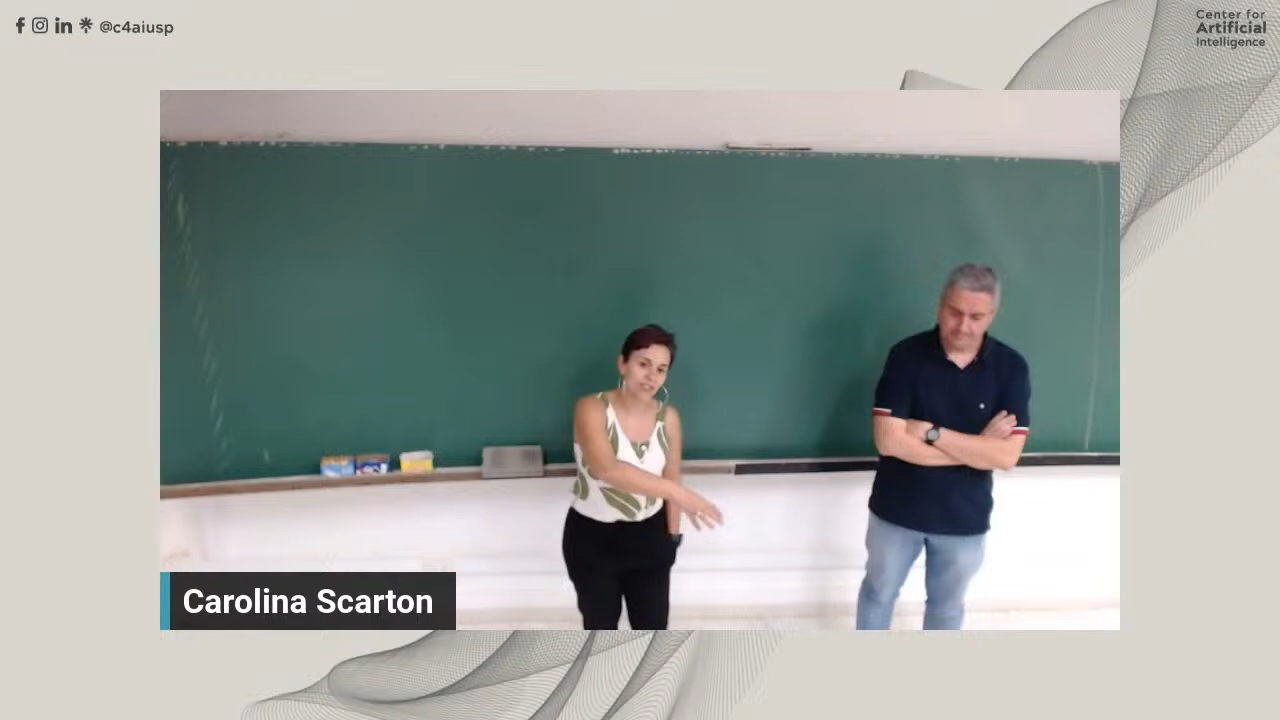 @c4aiusp
Center for
Artificial
Intelligence
Carolina Scarton